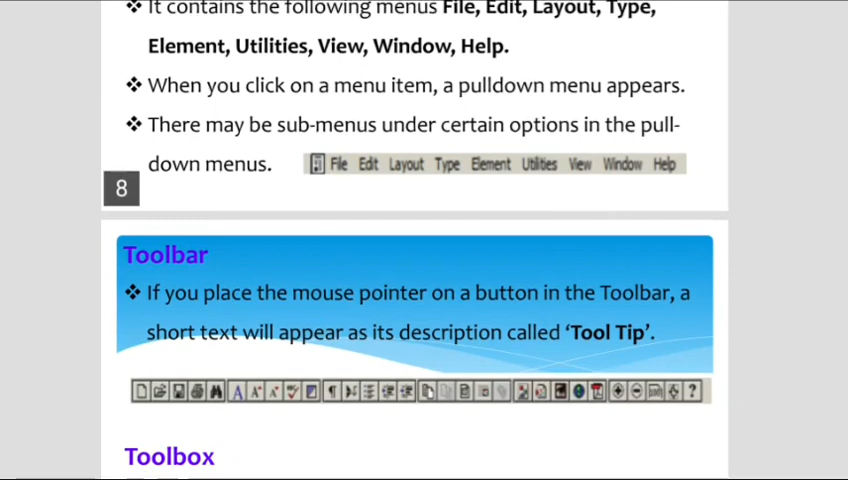 ❖ It contains the following menus File, Edit, Layout, Type,
Element, Utilities, View, Window, Help.
❖ When you click on a menu item, a pulldown menu appears.
❖ There may be sub-menus under certain options in the pull-
down menus.
File Edit Layout Type Element Utilities View Window Help
8
Toolbar
❖ If you place the mouse pointer on a button in the Toolbar, a
short text will appear as its description called ‘Tool Tip’.
Toolbox